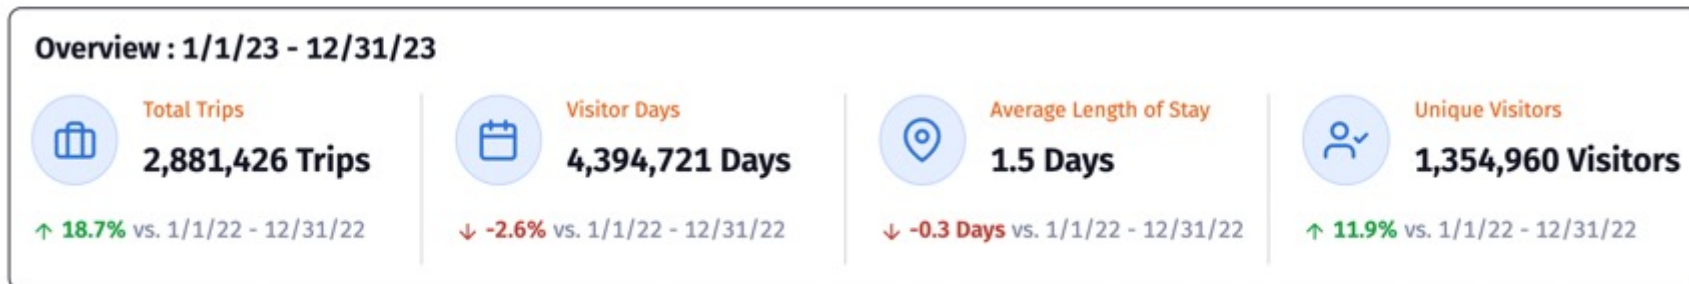 Overview : 1/1/23 - 12/31/23
Total Trips
2,881,426 Trips
↑ 18.7% vs. 1/1/22 - 12/31/22
Visitor Days
4,394,721 Days
↓ -2.6% vs. 1/1/22 - 12/31/22
Average Length of Stay
1.5 Days
↓ -0.3 Days vs. 1/1/22 - 12/31/22
Unique Visitors
1,354,960 Visitors
↑ 11.9% vs. 1/1/22 - 12/31/22